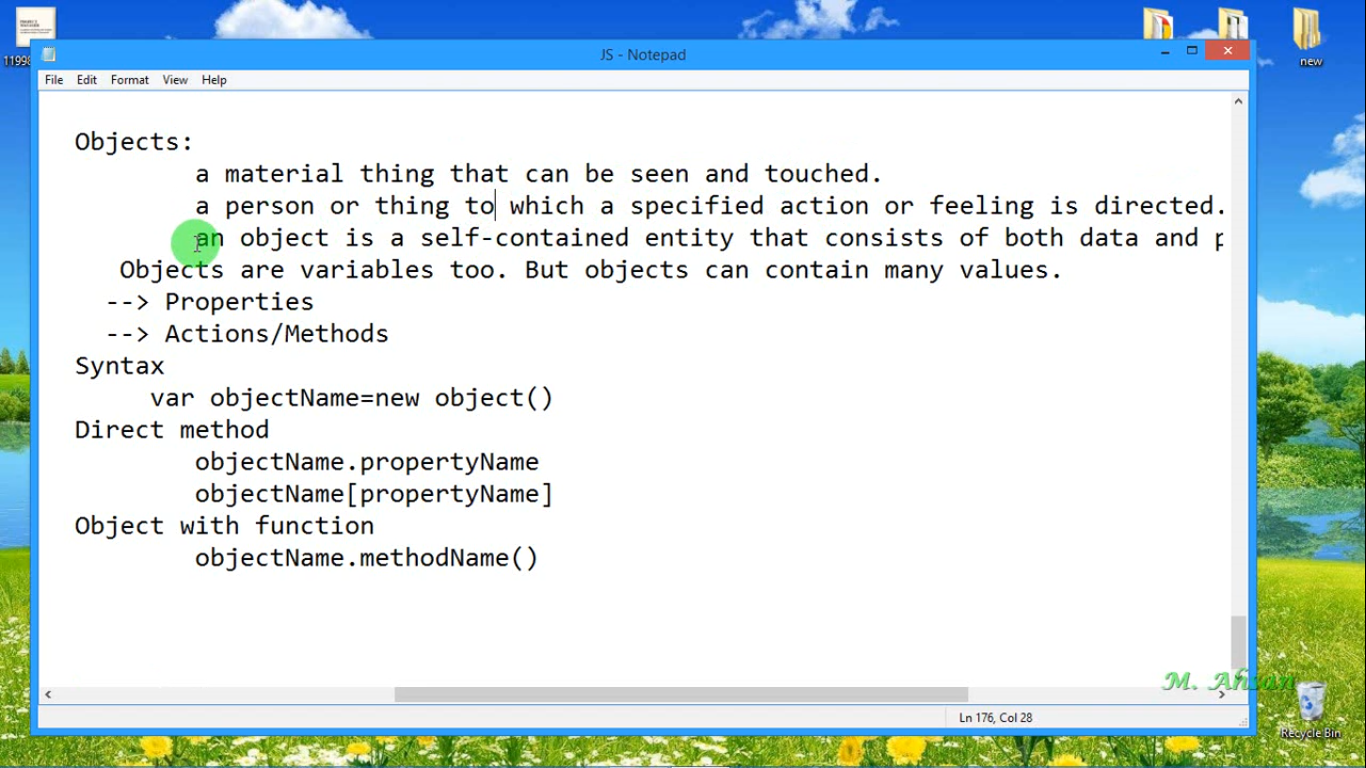 JS - Notepad
File Edit Format View Help
Objects:
a material thing that can be seen and touched.
a person or thing to which a specified action or feeling is directed.
an object is a self-contained entity that consists of both data and p
Objects are variables too. But objects can contain many values.
--> Properties
--> Actions/Methods
Syntax
var objectName=new object()
Direct method
objectName.propertyName
objectName[propertyName]
Object with function
objectName.methodName()
Ln 176, Col 28
M. Ahsan
11998
new
Recycle Bin